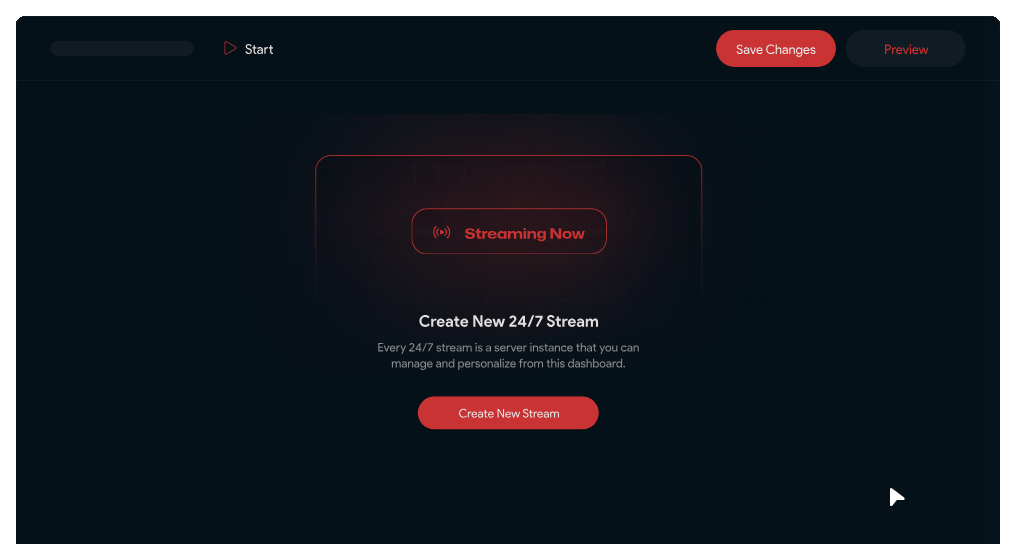 Start
Save Changes
Preview
Streaming Now
Create New 24/7 Stream
Every 24/7 stream is a server instance that you can
manage and personalize from this dashboard.
Create New Stream